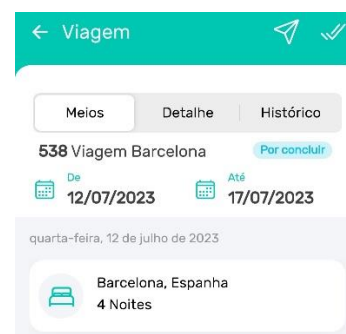 Viagem
Meios Detalhe Histórico
538 Viagem Barcelona Por concluir
De Até
12/07/2023 17/07/2023
quarta-feira, 12 de julho de 2023
Barcelona, Espanha
4 Noites